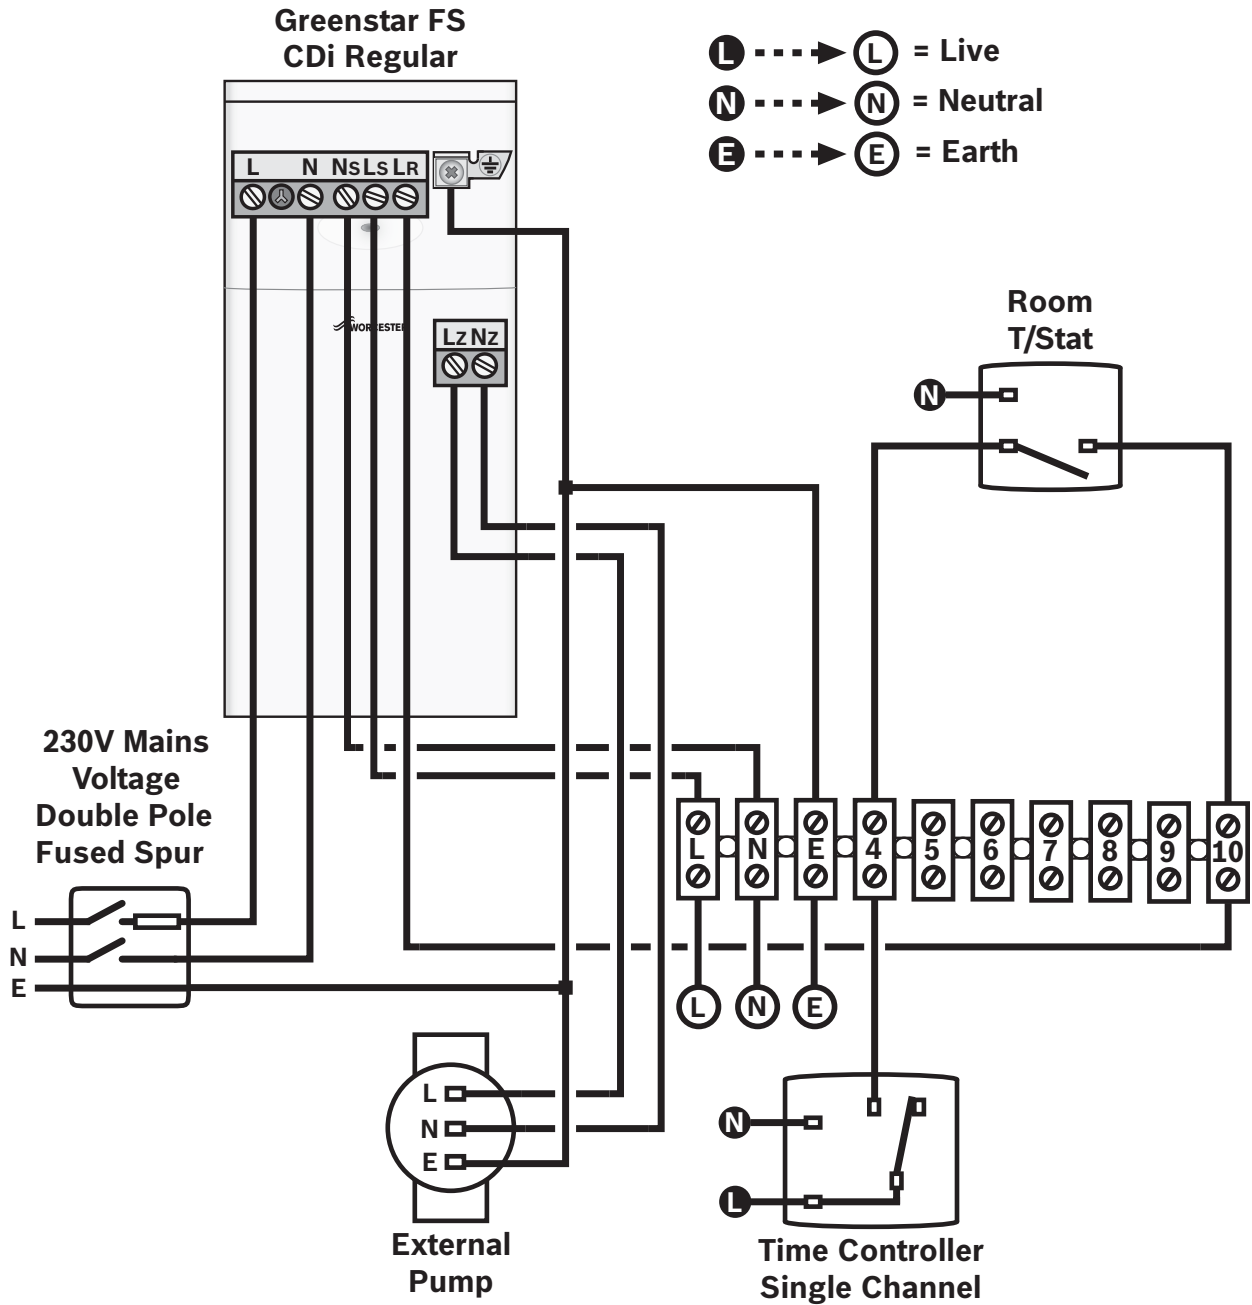 Greenstar FS
CDi Regular
L = Live
N = Neutral
E = Earth
L N NS LS LR
WORCESTER
LZ NZ
Room
T/Stat
N
230V Mains
Voltage
Double Pole
Fused Spur
L
N
E
L N E 4 5 6 7 8 9 10
L N E
L
N
E
N
L
External
Pump
Time Controller
Single Channel